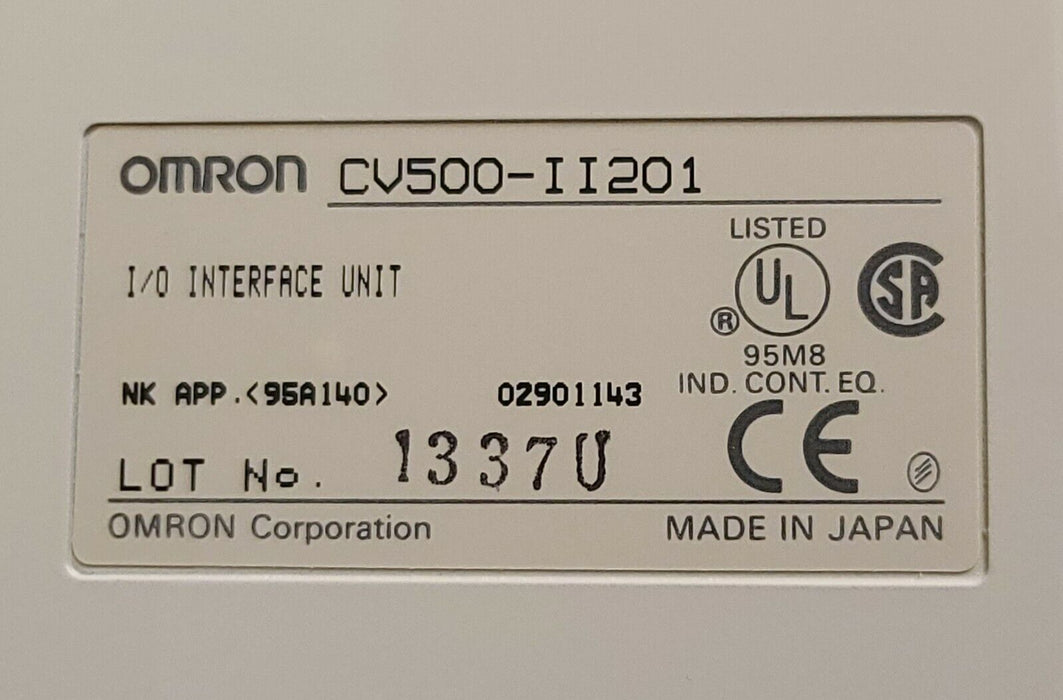 OMRON CV500-II201
LISTED
UL
®
SA
I/O INTERFACE UNIT
95M8
IND. CONT. EQ.
NK APP.<95A140> 02901143
CE
LOT No. 1337U
OMRON Corporation MADE IN JAPAN